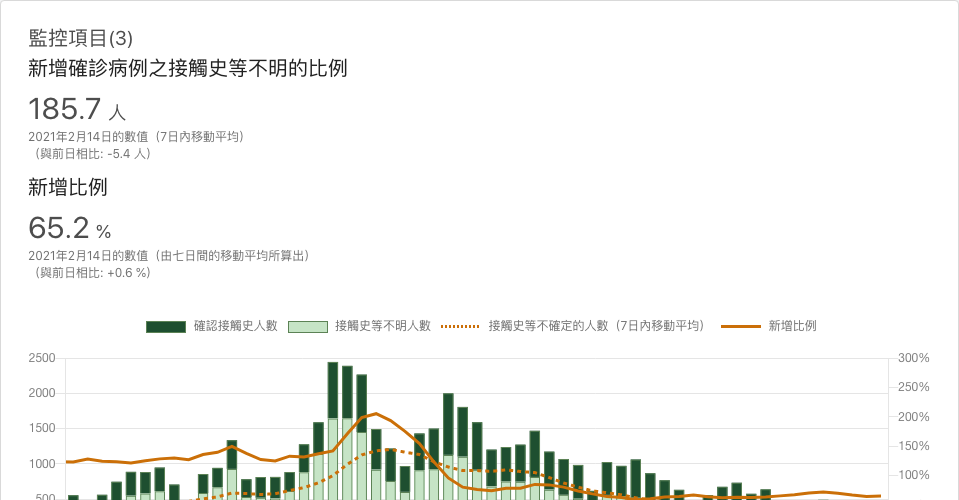 監控項目(3)
新增確診病例之接觸史等不明的比例
185.7 人
2021年2月14日的數值（7日內移動平均）
（與前日相比: -5.4 人）
新增比例
65.2 %
2021年2月14日的數值（由七日間的移動平均所算出）
（與前日相比: +0.6 %）
確認接觸史人數 接觸史等不明人數 接觸史等不確定的人數（7日內移動平均） 新增比例
2500 300%
250%
2000
200%
1500
150%
1000
100%
500